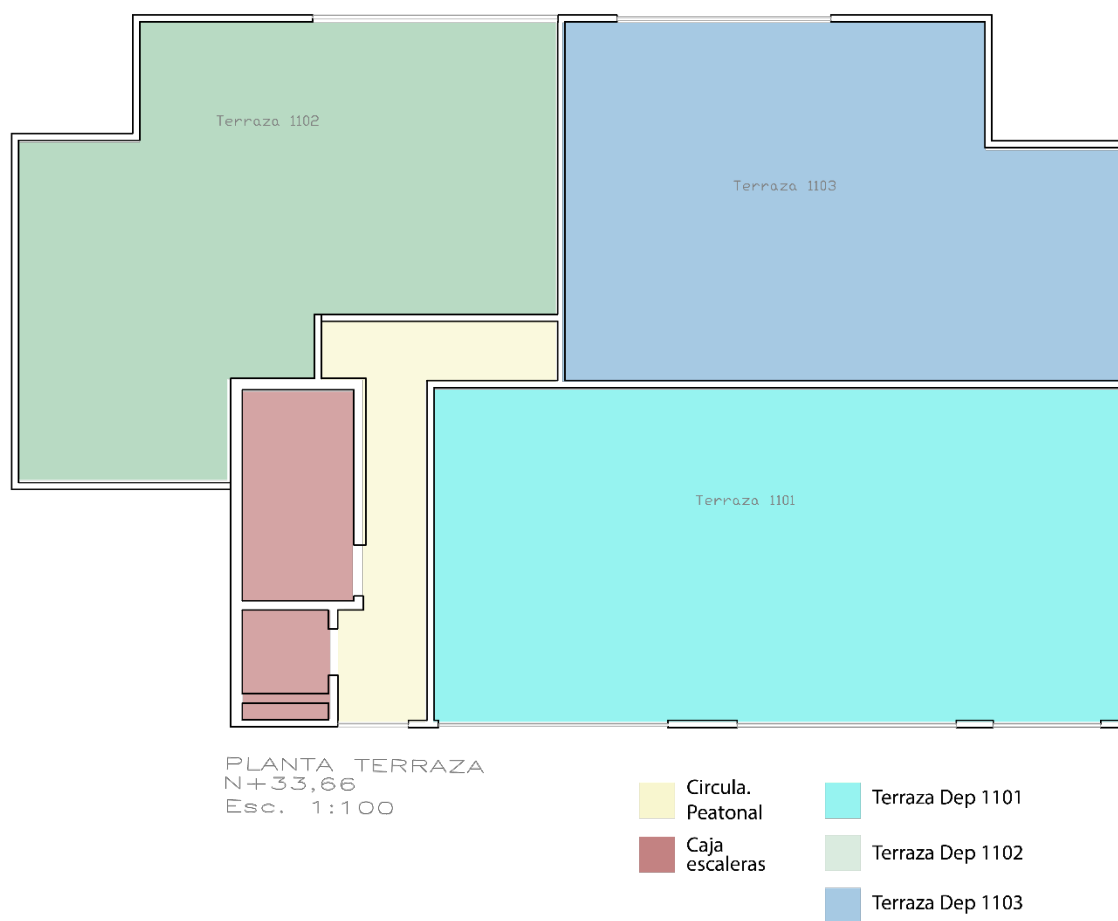 Terraza 1102
Terraza 1103
Terraza 1101
PLANTA TERRAZA
N+33,66
Esc. 1:100
Circula.
Peatonal
Caja
escaleras
Terraza Dep 1101
Terraza Dep 1102
Terraza Dep 1103